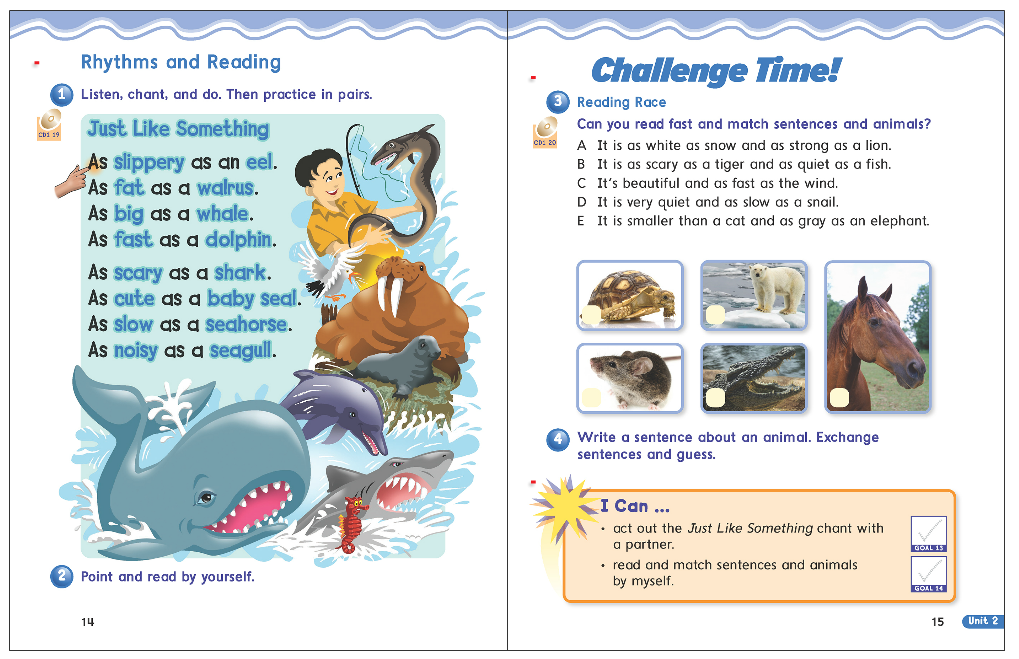 Rhythms and Reading
1 Listen, chant, and do. Then practice in pairs.
CD1 19
Just Like Something
As slippery as an eel.
As fat as a walrus.
As big as a whale.
As fast as a dolphin.
As scary as a shark.
As cute as a baby seal.
As slow as a seahorse.
As noisy as a seagull.
2 Point and read by yourself.
14
Challenge Time!
3 Reading Race
CD1 20
Can you read fast and match sentences and animals?
A It is as white as snow and as strong as a lion.
B It is as scary as a tiger and as quiet as a fish.
C It's beautiful and as fast as the wind.
D It is very quiet and as slow as a snail.
E It is smaller than a cat and as gray as an elephant.
4 Write a sentence about an animal. Exchange
sentences and guess.
I Can ...
• act out the Just Like Something chant with
a partner.
GOAL 13
• read and match sentences and animals
by myself.
GOAL 14
15
Unit 2